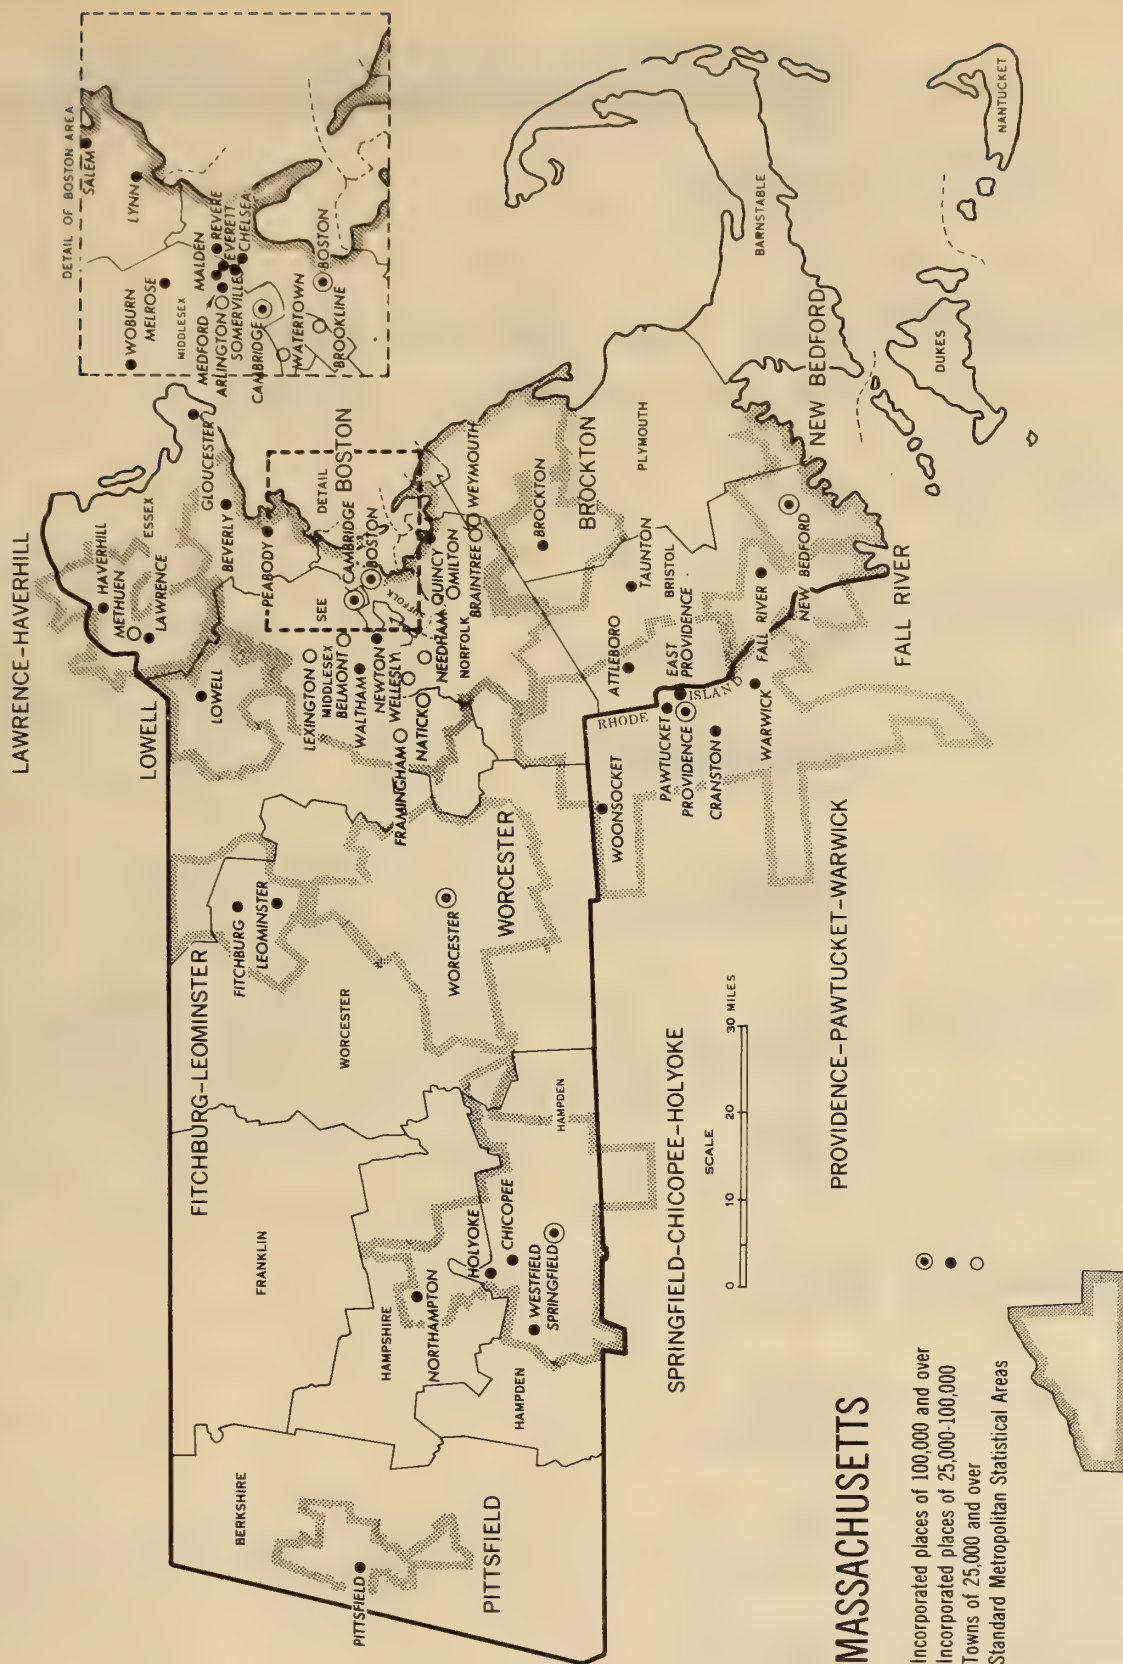 LAWRENCE-HAVERHILL
LOWELL
FITCHBURG-LEOMINSTER
DETAIL OF BOSTON AREA
SALEM
LYNN
WOBURN
MELROSE
MIDDLESEX
MALDEN
REVERE
MEDFORD
EVERETT
ARLINGTON
SOMERVILLE
CHELSEA
CAMBRIDGE
BOSTON
WATERTOWN
BROOKLINE
HAVERHILL
METHUEN
LAWRENCE
ESSEX
GLOUCESTER
BEVERLY
PEABODY
LOWELL
SEE
DETAIL
BOSTON
CAMBRIDGE
BOSTON
SUFFOLK
LEXINGTON
MIDDLESEX
BELMONT
WALTHAM
NEWTON
WELLESLY
FRAMINGHAM
NATICK
NEEDHAM
NORFOLK
QUINCY
MILTON
BRAINTREE
WEYMOUTH
FITCHBURG
LEOMINSTER
WORCESTER
WORCESTER
WORCESTER
BERKSHIRE
FRANKLIN
HAMPSHIRE
NORTHAMPTON
HOLYOKE
CHICOPEE
WESTFIELD
SPRINGFIELD
HAMPDEN
HAMPDEN
PITTSFIELD
PITTSFIELD
BROCKTON
BROCKTON
PLYMOUTH
BARNSTABLE
NANTUCKET
DUKES
TAUNTON
BRISTOL
ATTLEBORO
EAST
PROVIDENCE
FALL RIVER
NEW BEDFORD
NEW BEDFORD
FALL RIVER
RHODE ISLAND
WOONSOCKET
PAWTUCKET
PROVIDENCE
CRANSTON
WARWICK
SPRINGFIELD-CHICOPEE-HOLYOKE
SCALE
0 10 20 30 MILES
PROVIDENCE-PAWTUCKET-WARWICK
MASSACHUSETTS
Incorporated places of 100,000 and over
Incorporated places of 25,000-100,000
Towns of 25,000 and over
Standard Metropolitan Statistical Areas